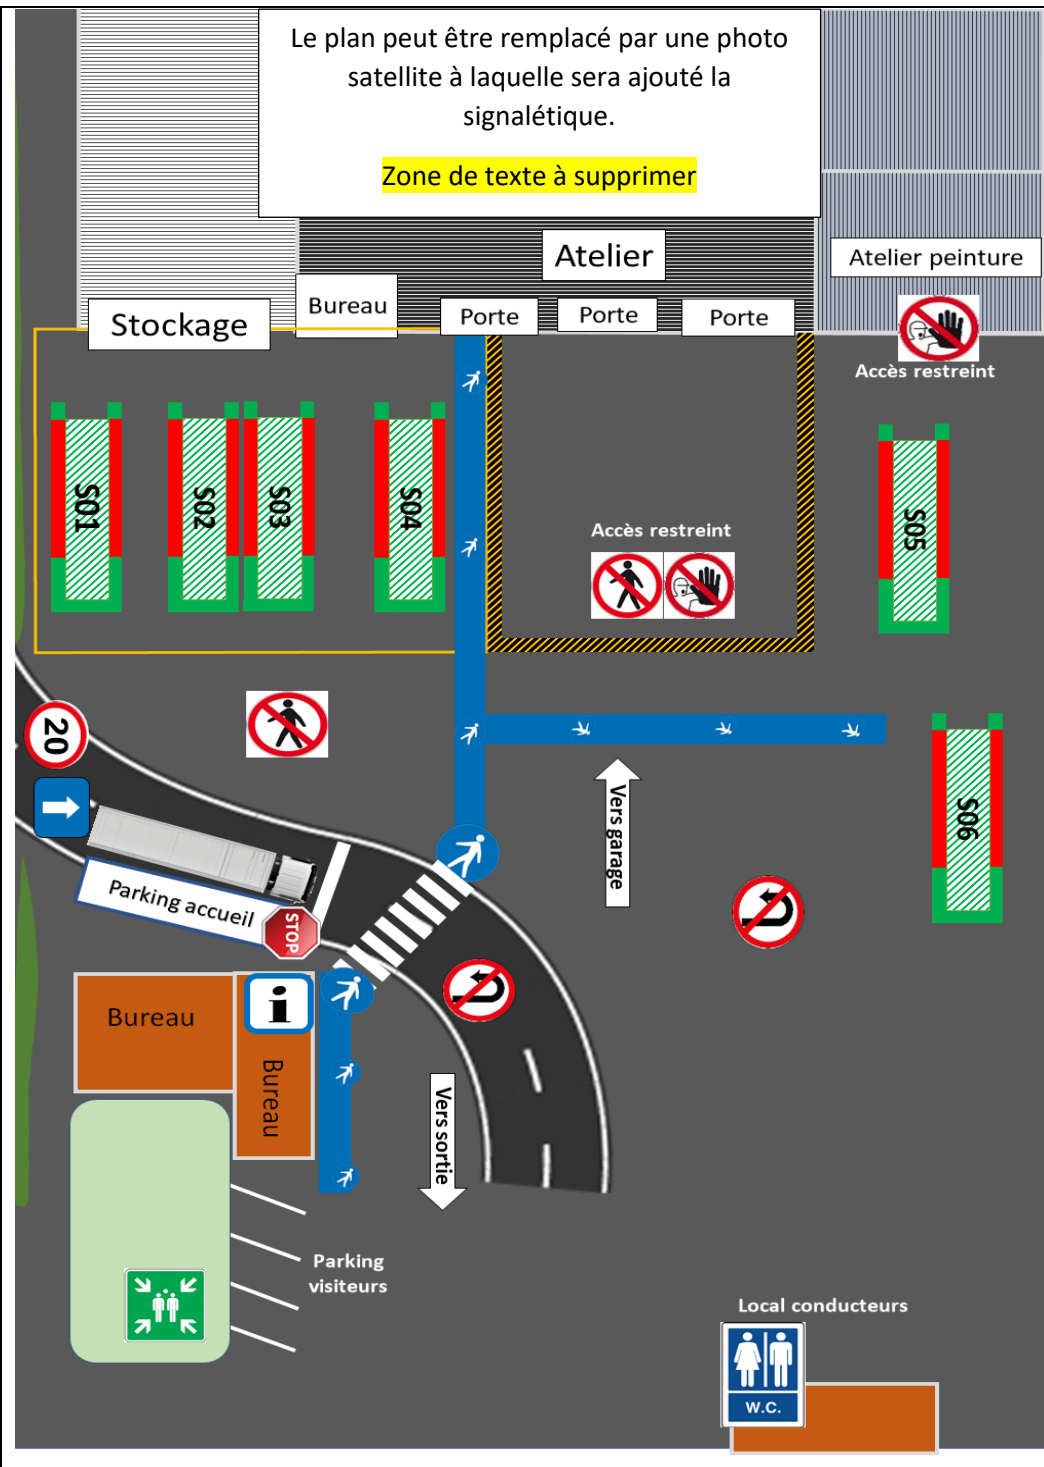 Le plan peut être remplacé par une photo
satellite à laquelle sera ajouté la
signalétique.
Zone de texte à supprimer
Atelier
Atelier peinture
Bureau
Stockage
Porte
Porte
Porte
Accès restreint
S01
S02
S03
S04
S05
Accès restreint
20
Vers garage
S06
Parking accueil
STOP
i
Bureau
Bureau
Vers sortie
Parking
visiteurs
Local conducteurs
W.C.